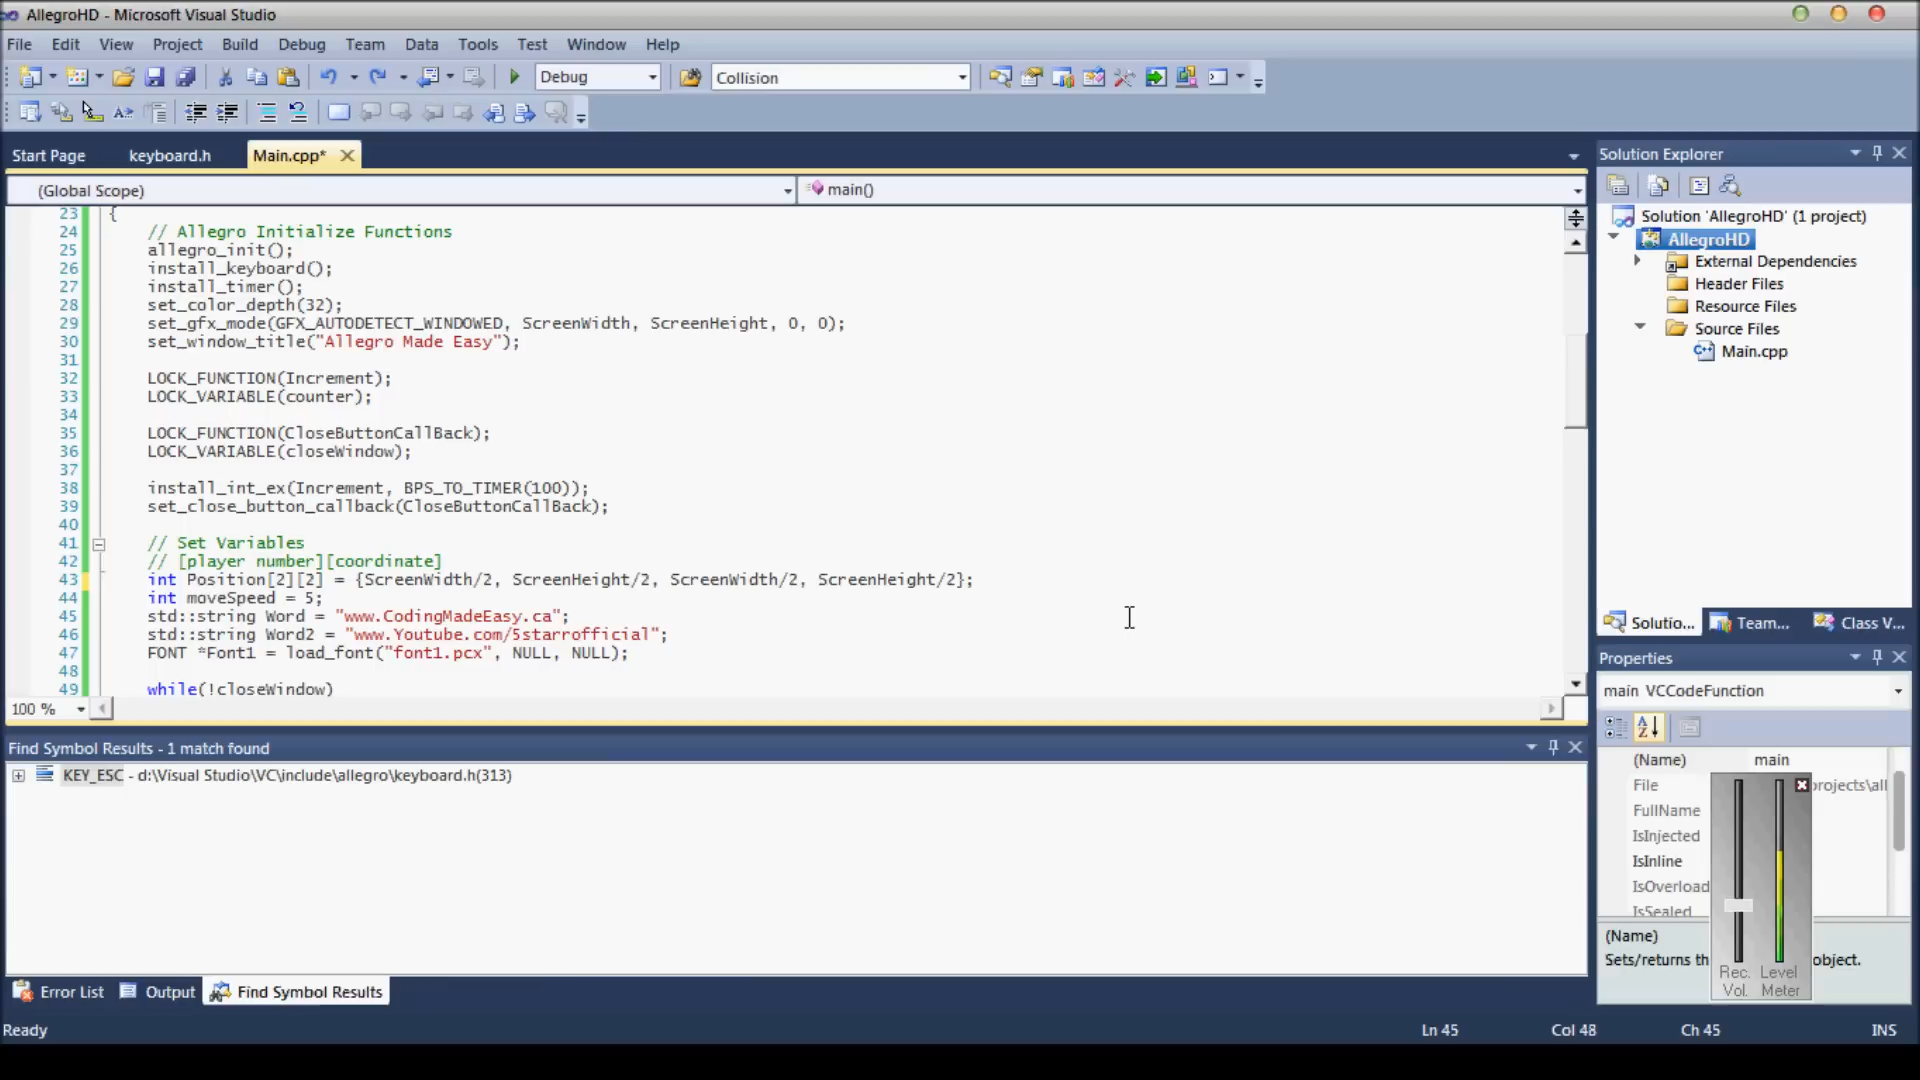 AllegroHD - Microsoft Visual Studio
File Edit View Project Build Debug Team Data Tools Test Window Help
Debug Collision
Start Page keyboard.h Main.cpp*
(Global Scope) main()
23 {
24 // Allegro Initialize Functions
25 allegro_init();
26 install_keyboard();
27 install_timer();
28 set_color_depth(32);
29 set_gfx_mode(GFX_AUTODETECT_WINDOWED, ScreenWidth, ScreenHeight, 0, 0);
30 set_window_title("Allegro Made Easy");
31
32 LOCK_FUNCTION(Increment);
33 LOCK_VARIABLE(counter);
34
35 LOCK_FUNCTION(CloseButtonCallBack);
36 LOCK_VARIABLE(closeWindow);
37
38 install_int_ex(Increment, BPS_TO_TIMER(100));
39 set_close_button_callback(CloseButtonCallBack);
40
41 // Set Variables
42 // [player number][coordinate]
43 int Position[2][2] = {ScreenWidth/2, ScreenHeight/2, ScreenWidth/2, ScreenHeight/2};
44 int moveSpeed = 5;
45 std::string Word = "www.CodingMadeEasy.ca";
46 std::string Word2 = "www.Youtube.com/5starrofficial";
47 FONT *Font1 = load_font("font1.pcx", NULL, NULL);
48
49 while(!closeWindow)
100 %
Find Symbol Results - 1 match found
KEY_ESC - d:\Visual Studio\VC\include\allegro\keyboard.h(313)
Error List Output Find Symbol Results
Ready
Ln 45 Col 48 Ch 45 INS
Solution Explorer
Solution 'AllegroHD' (1 project)
AllegroHD
External Dependencies
Header Files
Resource Files
Source Files
Main.cpp
Solutio... Team... Class V...
Properties
main VCCodeFunction
(Name) main
File projects\all
FullName
IsInjected
IsInline
IsOverload
IsSealed
(Name)
Sets/returns th object.
Rec. Level
Vol. Meter